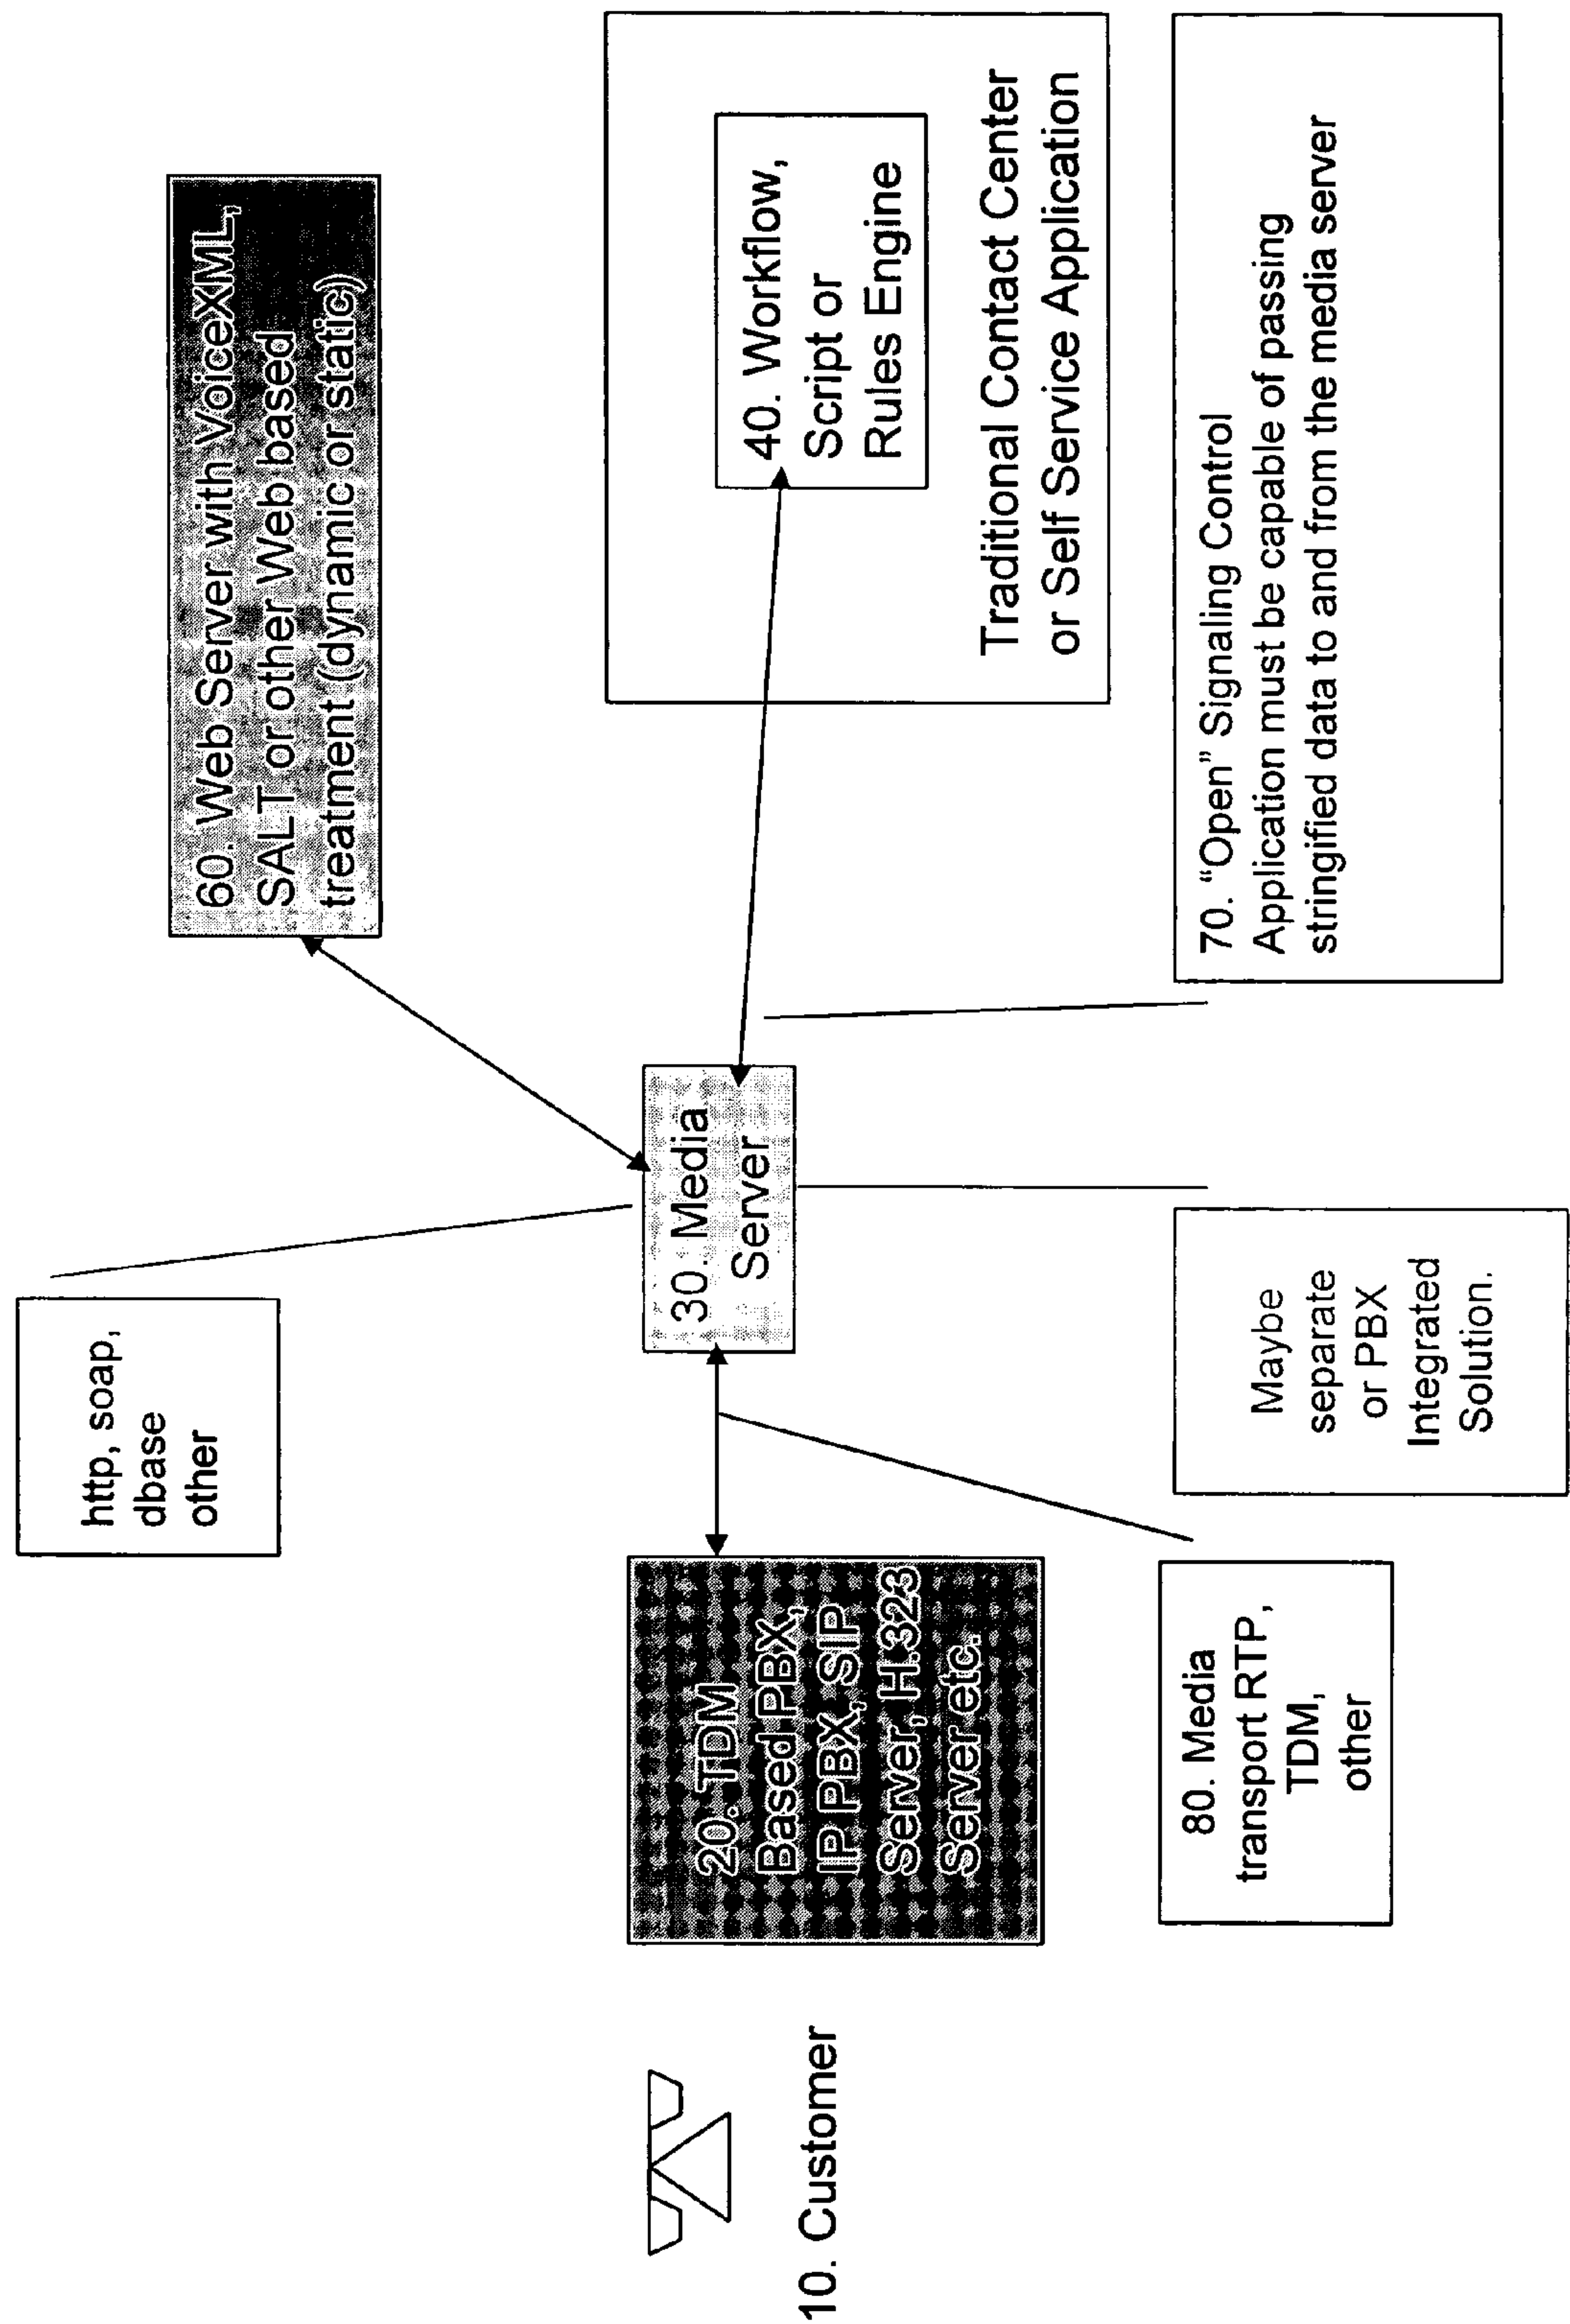 http, soap,
dbase
other
60. Web Server with VoiceXML,
SALT or other Web based
treatment (dynamic or static)
10. Customer
20. TDM
Based PBX,
IP PBX, SIP
Server, H.323
Server etc.
30. Media
Server
40. Workflow,
Script or
Rules Engine
Traditional Contact Center
or Self Service Application
80. Media
transport RTP,
TDM,
other
Maybe
separate
or PBX
Integrated
Solution.
70. “Open” Signaling Control
Application must be capable of passing
stringified data to and from the media server